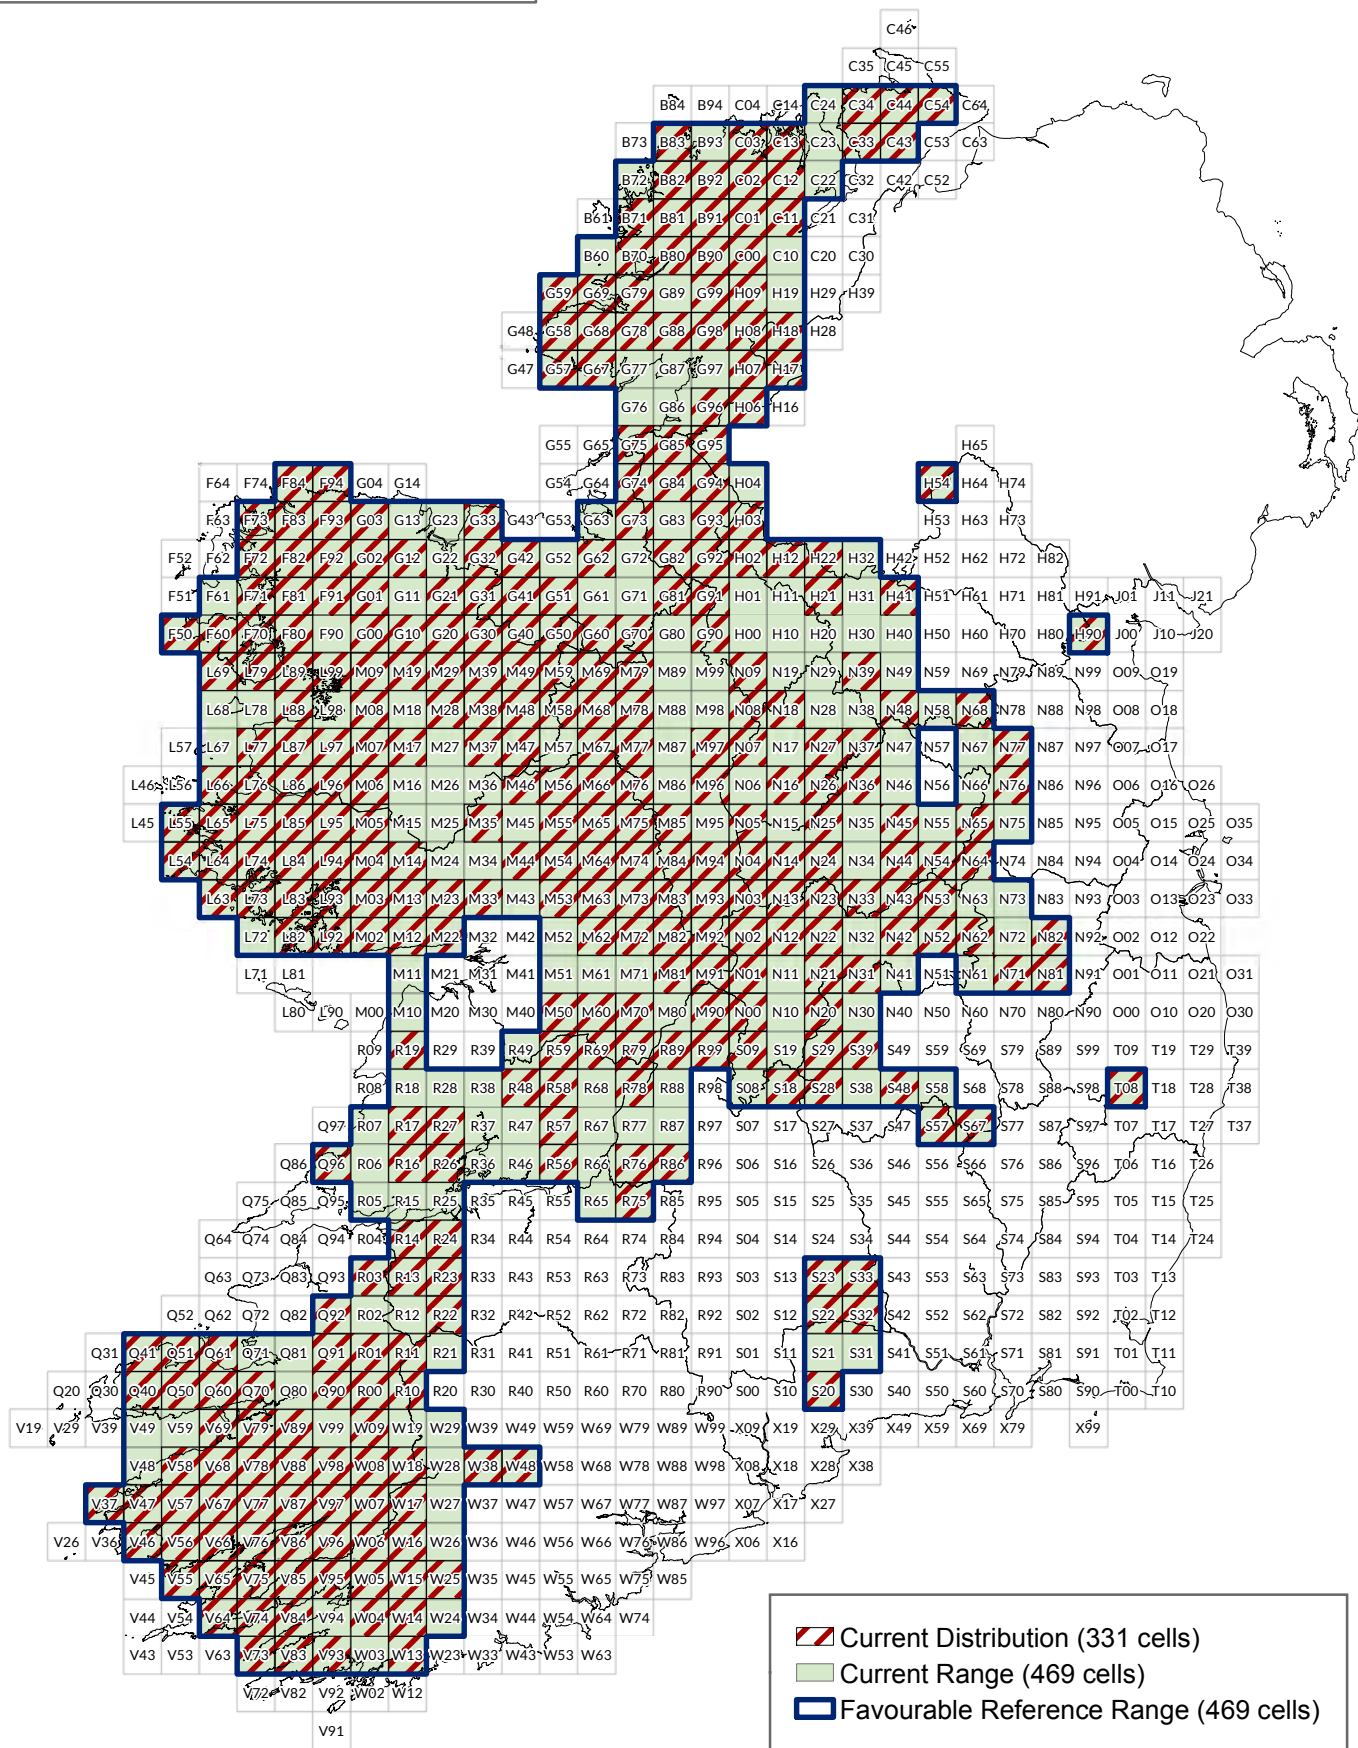 C46
C35 C45 C55
B84 B94 C04 C14 C24 C34 C44 C54 C64
B73 B83 B93 C03 C13 C23 C33 C43 C53 C63
B72 B82 B92 C02 C12 C22 C32 C42 C52
B61 B71 B81 B91 C01 C11 C21 C31
B60 B70 B80 B90 C00 C10 C20 C30
G59 G69 G79 G89 G99 H09 H19 H29 H39
G48 G58 G68 G78 G88 G98 H08 H18 H28
G47 G57 G67 G77 G87 G97 H07 H17
G76 G86 G96 H06 H16
G55 G65 G75 G85 G95 H65
F64 F74 F84 F94 G04 G14 G54 G64 G74 G84 G94 H04 H54 H64 H74
F63 F73 F83 F93 G03 G13 G23 G33 G43 G53 G63 G73 G83 G93 H03 H53 H63 H73
F52 F62 F72 F82 F92 G02 G12 G22 G32 G42 G52 G62 G72 G82 G92 H02 H12 H22 H32 H42 H52 H62 H72 H82
F51 F61 F71 F81 F91 G01 G11 G21 G31 G41 G51 G61 G71 G81 G91 H01 H11 H21 H31 H41 H51 H61 H71 H81 H91 J01 J11 J21
F50 F60 F70 F80 F90 G00 G10 G20 G30 G40 G50 G60 G70 G80 G90 H00 H10 H20 H30 H40 H50 H60 H70 H80 H90 J00 J10 J20
L69 L79 L89 L99 M09 M19 M29 M39 M49 M59 M69 M79 M89 M99 N09 N19 N29 N39 N49 N59 N69 N79 N89 N99 O09 O19
L68 L78 L88 L98 M08 M18 M28 M38 M48 M58 M68 M78 M88 M98 N08 N18 N28 N38 N48 N58 N68 N78 N88 N98 O08 O18
L57 L67 L77 L87 L97 M07 M17 M27 M37 M47 M57 M67 M77 M87 M97 N07 N17 N27 N37 N47 N57 N67 N77 N87 N97 O07 O17
L46 L56 L66 L76 L86 L96 M06 M16 M26 M36 M46 M56 M66 M76 M86 M96 N06 N16 N26 N36 N46 N56 N66 N76 N86 N96 O06 O16 O26
L45 L55 L65 L75 L85 L95 M05 M15 M25 M35 M45 M55 M65 M75 M85 M95 N05 N15 N25 N35 N45 N55 N65 N75 N85 N95 O05 O15 O25 O35
L54 L64 L74 L84 L94 M04 M14 M24 M34 M44 M54 M64 M74 M84 M94 N04 N14 N24 N34 N44 N54 N64 N74 N84 N94 O04 O14 O24 O34
L63 L73 L83 L93 M03 M13 M23 M33 M43 M53 M63 M73 M83 M93 N03 N13 N23 N33 N43 N53 N63 N73 N83 N93 O03 O13 O23 O33
L72 L82 L92 M02 M12 M22 M32 M42 M52 M62 M72 M82 M92 N02 N12 N22 N32 N42 N52 N62 N72 N82 N92 O02 O12 O22
L71 L81 M11 M21 M31 M41 M51 M61 M71 M81 M91 N01 N11 N21 N31 N41 N51 N61 N71 N81 N91 O01 O11 O21 O31
L80 L90 M00 M10 M20 M30 M40 M50 M60 M70 M80 M90 N00 N10 N20 N30 N40 N50 N60 N70 N80 N90 O00 O10 O20 O30
R09 R19 R29 R39 R49 R59 R69 R79 R89 R99 S09 S19 S29 S39 S49 S59 S69 S79 S89 S99 T09 T19 T29 T39
R08 R18 R28 R38 R48 R58 R68 R78 R88 R98 S08 S18 S28 S38 S48 S58 S68 S78 S88 S98 T08 T18 T28 T38
Q97 R07 R17 R27 R37 R47 R57 R67 R77 R87 R97 S07 S17 S27 S37 S47 S57 S67 S77 S87 S97 T07 T17 T27 T37
Q86 Q96 R06 R16 R26 R36 R46 R56 R66 R76 R86 R96 S06 S16 S26 S36 S46 S56 S66 S76 S86 S96 T06 T16 T26
Q75 Q85 Q95 R05 R15 R25 R35 R45 R55 R65 R75 R85 R95 S05 S15 S25 S35 S45 S55 S65 S75 S85 S95 T05 T15 T25
Q64 Q74 Q84 Q94 R04 R14 R24 R34 R44 R54 R64 R74 R84 R94 S04 S14 S24 S34 S44 S54 S64 S74 S84 S94 T04 T14 T24
Q63 Q73 Q83 Q93 R03 R13 R23 R33 R43 R53 R63 R73 R83 R93 S03 S13 S23 S33 S43 S53 S63 S73 S83 S93 T03 T13
Q52 Q62 Q72 Q82 Q92 R02 R12 R22 R32 R42 R52 R62 R72 R82 R92 S02 S12 S22 S32 S42 S52 S62 S72 S82 S92 T02 T12
Q31 Q41 Q51 Q61 Q71 Q81 Q91 R01 R11 R21 R31 R41 R51 R61 R71 R81 R91 S01 S11 S21 S31 S41 S51 S61 S71 S81 S91 T01 T11
Q20 Q30 Q40 Q50 Q60 Q70 Q80 Q90 R00 R10 R20 R30 R40 R50 R60 R70 R80 R90 S00 S10 S20 S30 S40 S50 S60 S70 S80 S90 T00 T10
V19 V29 V39 V49 V59 V69 V79 V89 V99 W09 W19 W29 W39 W49 W59 W69 W79 W89 W99 X09 X19 X29 X39 X49 X59 X69 X79 X99
V48 V58 V68 V78 V88 V98 W08 W18 W28 W38 W48 W58 W68 W78 W88 W98 X08 X18 X28 X38
V37 V47 V57 V67 V77 V87 V97 W07 W17 W27 W37 W47 W57 W67 W77 W87 W97 X07 X17 X27
V26 V36 V46 V56 V66 V76 V86 V96 W06 W16 W26 W36 W46 W56 W66 W76 W86 W96 X06 X16
V45 V55 V65 V75 V85 V95 W05 W15 W25 W35 W45 W55 W65 W75 W85
V44 V54 V64 V74 V84 V94 W04 W14 W24 W34 W44 W54 W64 W74
V43 V53 V63 V73 V83 V93 W03 W13 W23 W33 W43 W53 W63
V72 V82 V92 W02 W12
V91
Current Distribution (331 cells)
Current Range (469 cells)
Favourable Reference Range (469 cells)